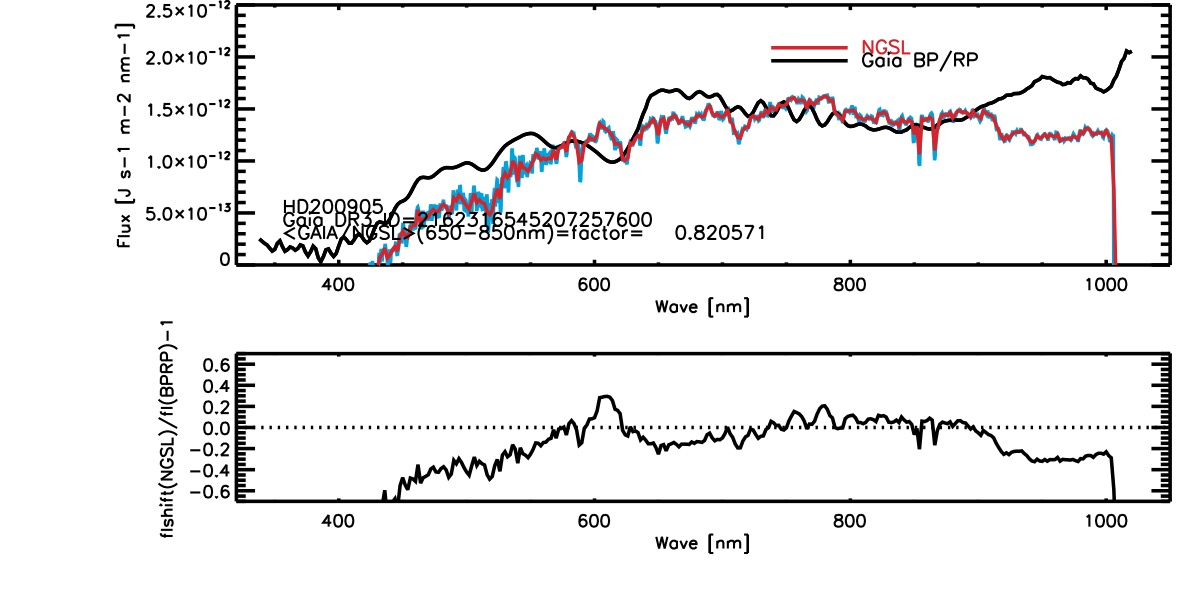 2.5×10⁻¹²
2.0×10⁻¹²
1.5×10⁻¹²
1.0×10⁻¹²
5.0×10⁻¹³
0
Flux [J s-1 m-2 nm-1]
NGSL
Gaia BP/RP
HD200905
Gaia DR3 ID=2162316545207257600
<GAIA/NGSL>(650-850nm)=factor= 0.820571
400 600 800 1000
Wave [nm]
0.6
0.4
0.2
0.0
-0.2
-0.4
-0.6
flshift(NGSL)/fl(BPRP)-1
400 600 800 1000
Wave [nm]